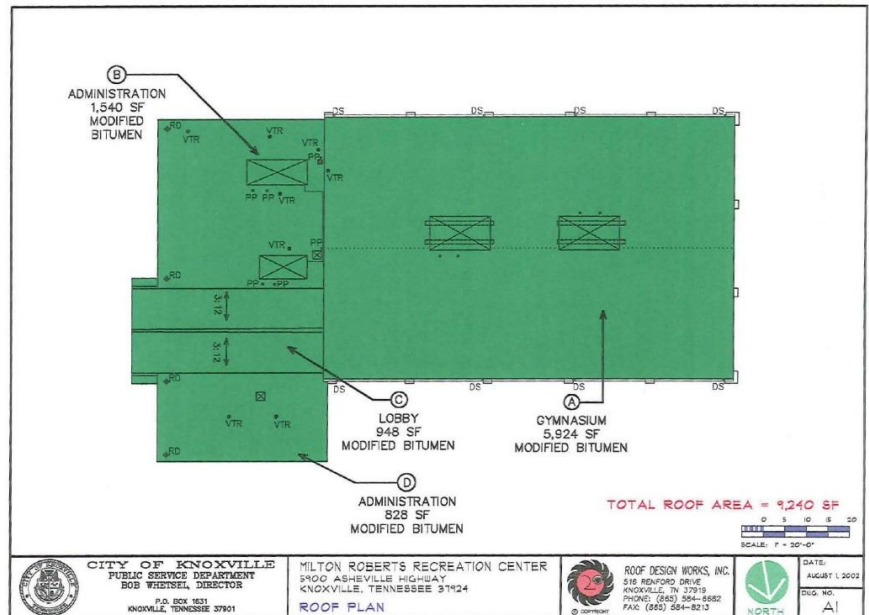 B
ADMINISTRATION
1,540 SF
MODIFIED
BITUMEN
DS
DS
DS
DS
RD
VTR
VTR
VTR
PP
VTR
PP
PP
VTR
VTR
PP
RD
PP
PP
3:12
3:12
RD
DS
DS
DS
DS
VTR
VTR
RD
C
LOBBY
948 SF
MODIFIED BITUMEN
A
GYMNASIUM
5,924 SF
MODIFIED BITUMEN
D
ADMINISTRATION
828 SF
MODIFIED BITUMEN
TOTAL ROOF AREA = 9,240 SF
0 5 10 15 20
SCALE: 1" = 20'-0"
CITY OF KNOXVILLE
PUBLIC SERVICE DEPARTMENT
BOB WHETSEL, DIRECTOR
P.O. BOX 1631
KNOXVILLE, TENNESSEE 37901
MILTON ROBERTS RECREATION CENTER
5900 ASHEVILLE HIGHWAY
KNOXVILLE, TENNESSEE 37924
ROOF PLAN
© COPYRIGHT
ROOF DESIGN WORKS, INC.
516 RENFORD DRIVE
KNOXVILLE, TN 37919
PHONE: (865) 584-6682
FAX: (865) 584-8213
NORTH
DATE:
AUGUST 1, 2002
DWG. NO.
A1